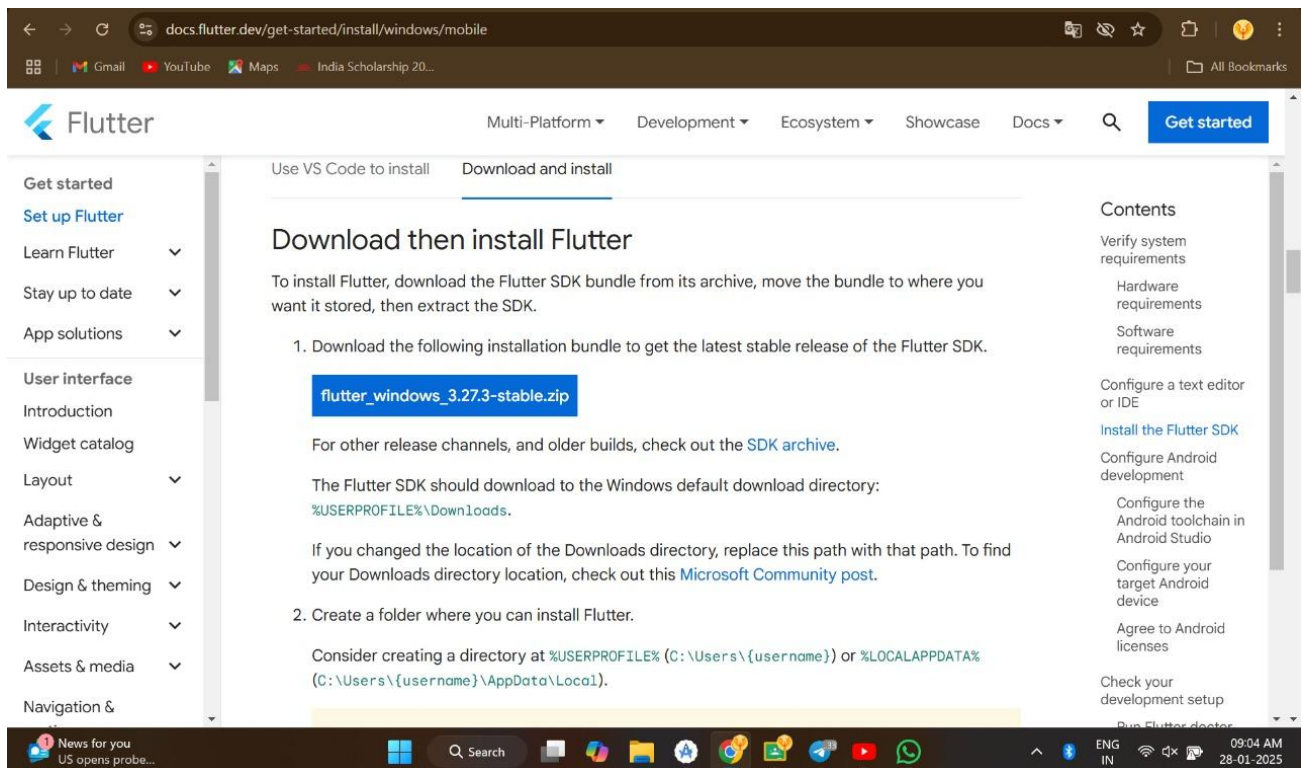 docs.flutter.dev/get-started/install/windows/mobile
Gmail
YouTube
Maps
India Scholarship 20...
All Bookmarks
Flutter
Multi-Platform
Development
Ecosystem
Showcase
Docs
Get started
Get started
Set up Flutter
Learn Flutter
Stay up to date
App solutions
User interface
Introduction
Widget catalog
Layout
Adaptive &
responsive design
Design & theming
Interactivity
Assets & media
Navigation &
Use VS Code to install
Download and install
Download then install Flutter
To install Flutter, download the Flutter SDK bundle from its archive, move the bundle to where you
want it stored, then extract the SDK.
1. Download the following installation bundle to get the latest stable release of the Flutter SDK.
flutter_windows_3.27.3-stable.zip
For other release channels, and older builds, check out the SDK archive.
The Flutter SDK should download to the Windows default download directory:
%USERPROFILE%\Downloads.
If you changed the location of the Downloads directory, replace this path with that path. To find
your Downloads directory location, check out this Microsoft Community post.
2. Create a folder where you can install Flutter.
Consider creating a directory at %USERPROFILE% (C:\Users\{username}) or %LOCALAPPDATA%
(C:\Users\{username}\AppData\Local).
Contents
Verify system
requirements
Hardware
requirements
Software
requirements
Configure a text editor
or IDE
Install the Flutter SDK
Configure Android
development
Configure the
Android toolchain in
Android Studio
Configure your
target Android
device
Agree to Android
licenses
Check your
development setup
Run Flutter doctor
1
News for you
US opens probe...
Search
ENG
IN
09:04 AM
28-01-2025